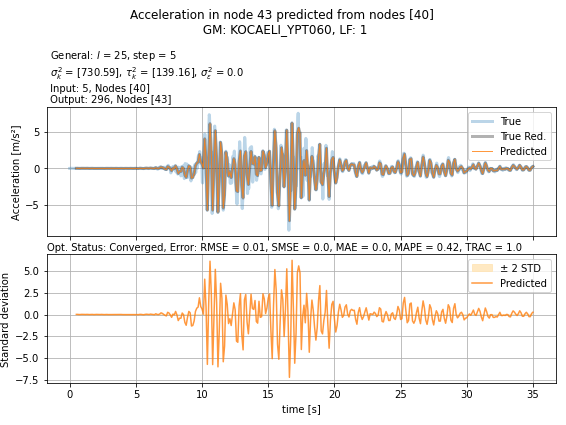 Acceleration in node 43 predicted from nodes [40]
GM: KOCAELI_YPT060, LF: 1
General: l = 25, step = 5
σ²ₖ = [730.59], τ²ₖ = [139.16], σ²ε = 0.0
Input: 5, Nodes [40]
Output: 296, Nodes [43]
Acceleration [m/s²]
5
0
−5
True
True Red.
Predicted
Opt. Status: Converged, Error: RMSE = 0.01, SMSE = 0.0, MAE = 0.0, MAPE = 0.42, TRAC = 1.0
Standard deviation
5.0
2.5
0.0
−2.5
−5.0
−7.5
± 2 STD
Predicted
0 5 10 15 20 25 30 35
time [s]